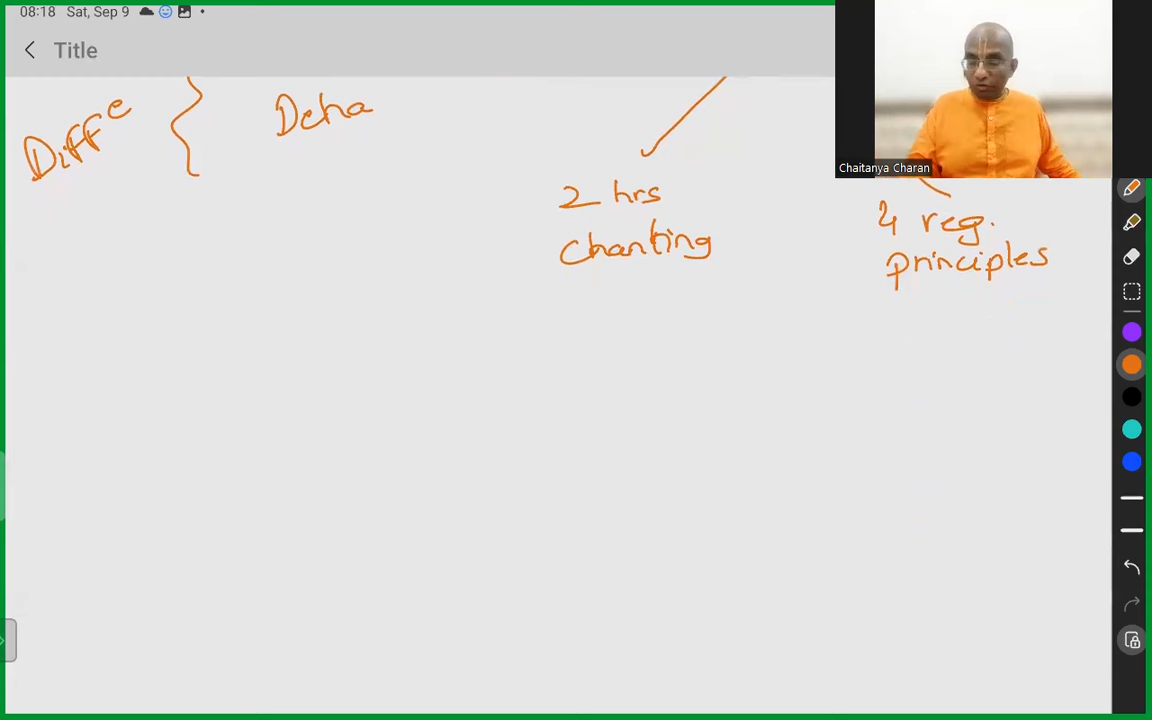 08:18 Sat, Sep 9
Title
Diffe
Deha
Chaitanya Charan
2 hrs
Chanting
4 reg.
principles